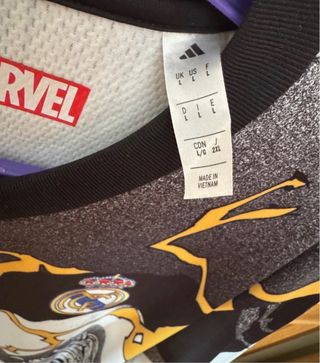 MARVEL
UK US F
L L L
D I E
L L L
CON J
L/G 2XL
MADE IN
VIETNAM